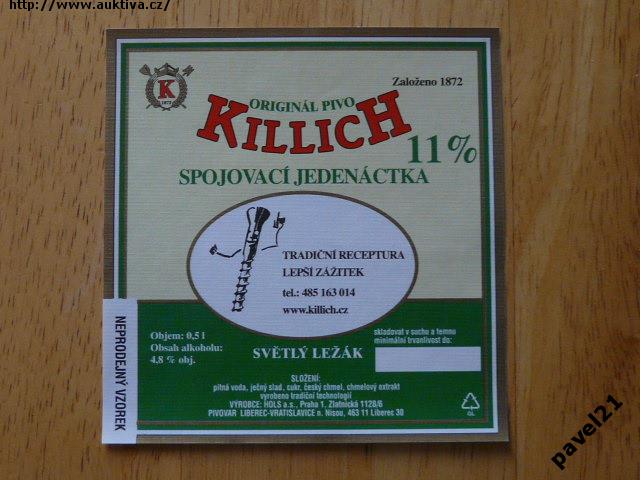 http://www.auktiva.cz/
K
1872
Založeno 1872
ORIGINÁL PIVO
KILLICH
11%
SPOJOVACÍ JEDENÁCTKA
TRADIČNÍ RECEPTURA
LEPŠÍ ZÁŽITEK
tel.: 485 163 014
www.killich.cz
NEPRODEJNÝ VZOREK
Objem: 0,5 l
Obsah alkoholu:
4,8 % obj.
SVĚTLÝ LEŽÁK
skladovat v suchu a temnu
minimální trvanlivost do:
SLOŽENÍ:
pitná voda, ječný slad, cukr, český chmel, chmelový extrakt
vyrobeno tradiční technologií
VÝROBCE: HOLS a.s., Praha 1, Zlatnická 1128/6
PIVOVAR LIBEREC-VRATISLAVICE n. Nisou, 463 11 Liberec 30
GL
pavel21